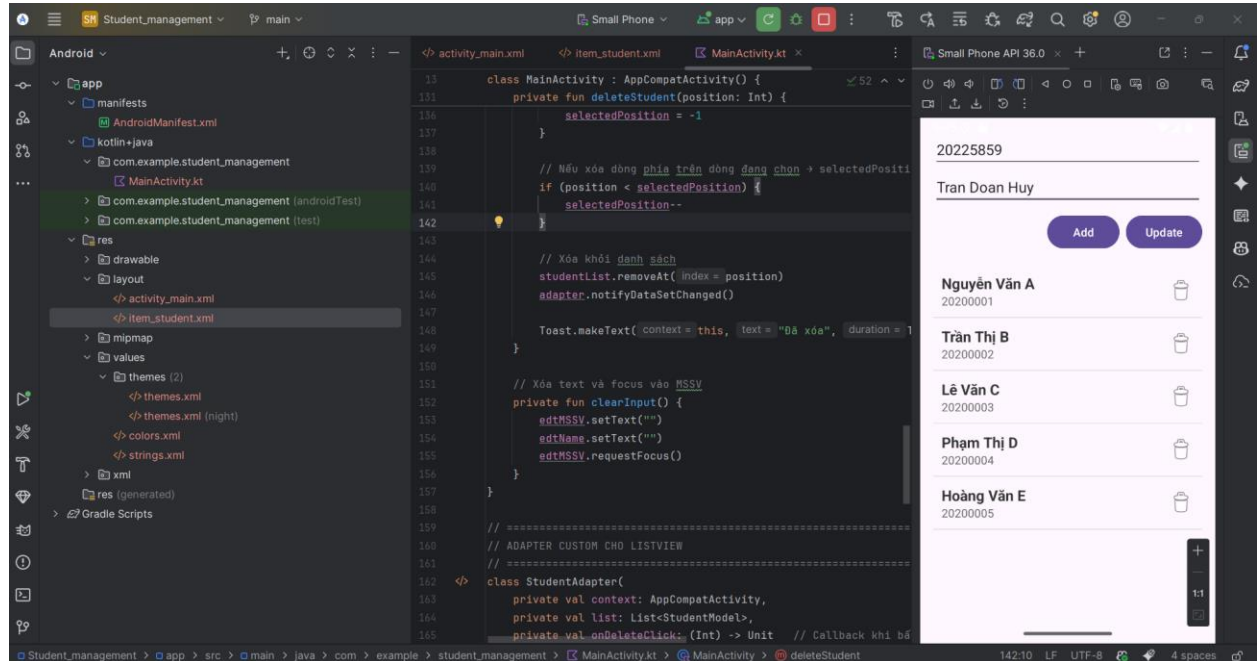 SM Student_management main Small Phone app
Android
activity_main.xml item_student.xml MainActivity.kt
Small Phone API 36.0
app
manifests
AndroidManifest.xml
kotlin+java
com.example.student_management
MainActivity.kt
com.example.student_management (androidTest)
com.example.student_management (test)
res
drawable
layout
activity_main.xml
item_student.xml
mipmap
values
themes (2)
themes.xml
themes.xml (night)
colors.xml
strings.xml
xml
res (generated)
Gradle Scripts
52
13 class MainActivity : AppCompatActivity() {
131 private fun deleteStudent(position: Int) {
136 selectedPosition = -1
137 }
138
139 // Nếu xóa dòng phía trên dòng đang chọn → selectedPositi
140 if (position < selectedPosition) {
141 selectedPosition--
142 }
143
144 // Xóa khỏi danh sách
145 studentList.removeAt( index = position)
146 adapter.notifyDataSetChanged()
147
148 Toast.makeText( context = this, text = "Đã xóa", duration = T
149 }
150
151 // Xóa text và focus vào MSSV
152 private fun clearInput() {
153 edtMSSV.setText("")
154 edtName.setText("")
155 edtMSSV.requestFocus()
156 }
157 }
158
159 // ==============================================================
160 // ADAPTER CUSTOM CHO LISTVIEW
161 // ==============================================================
162 class StudentAdapter(
163 private val context: AppCompatActivity,
164 private val list: List<StudentModel>,
165 private val onDeleteClick: (Int) -> Unit // Callback khi bấ
20225859
Tran Doan Huy
Add Update
Nguyễn Văn A
20200001
Trần Thị B
20200002
Lê Văn C
20200003
Phạm Thị D
20200004
Hoàng Văn E
20200005
1:1
Student_management > app > src > main > java > com > example > student_management > MainActivity.kt > MainActivity > deleteStudent 142:10 LF UTF-8 4 spaces